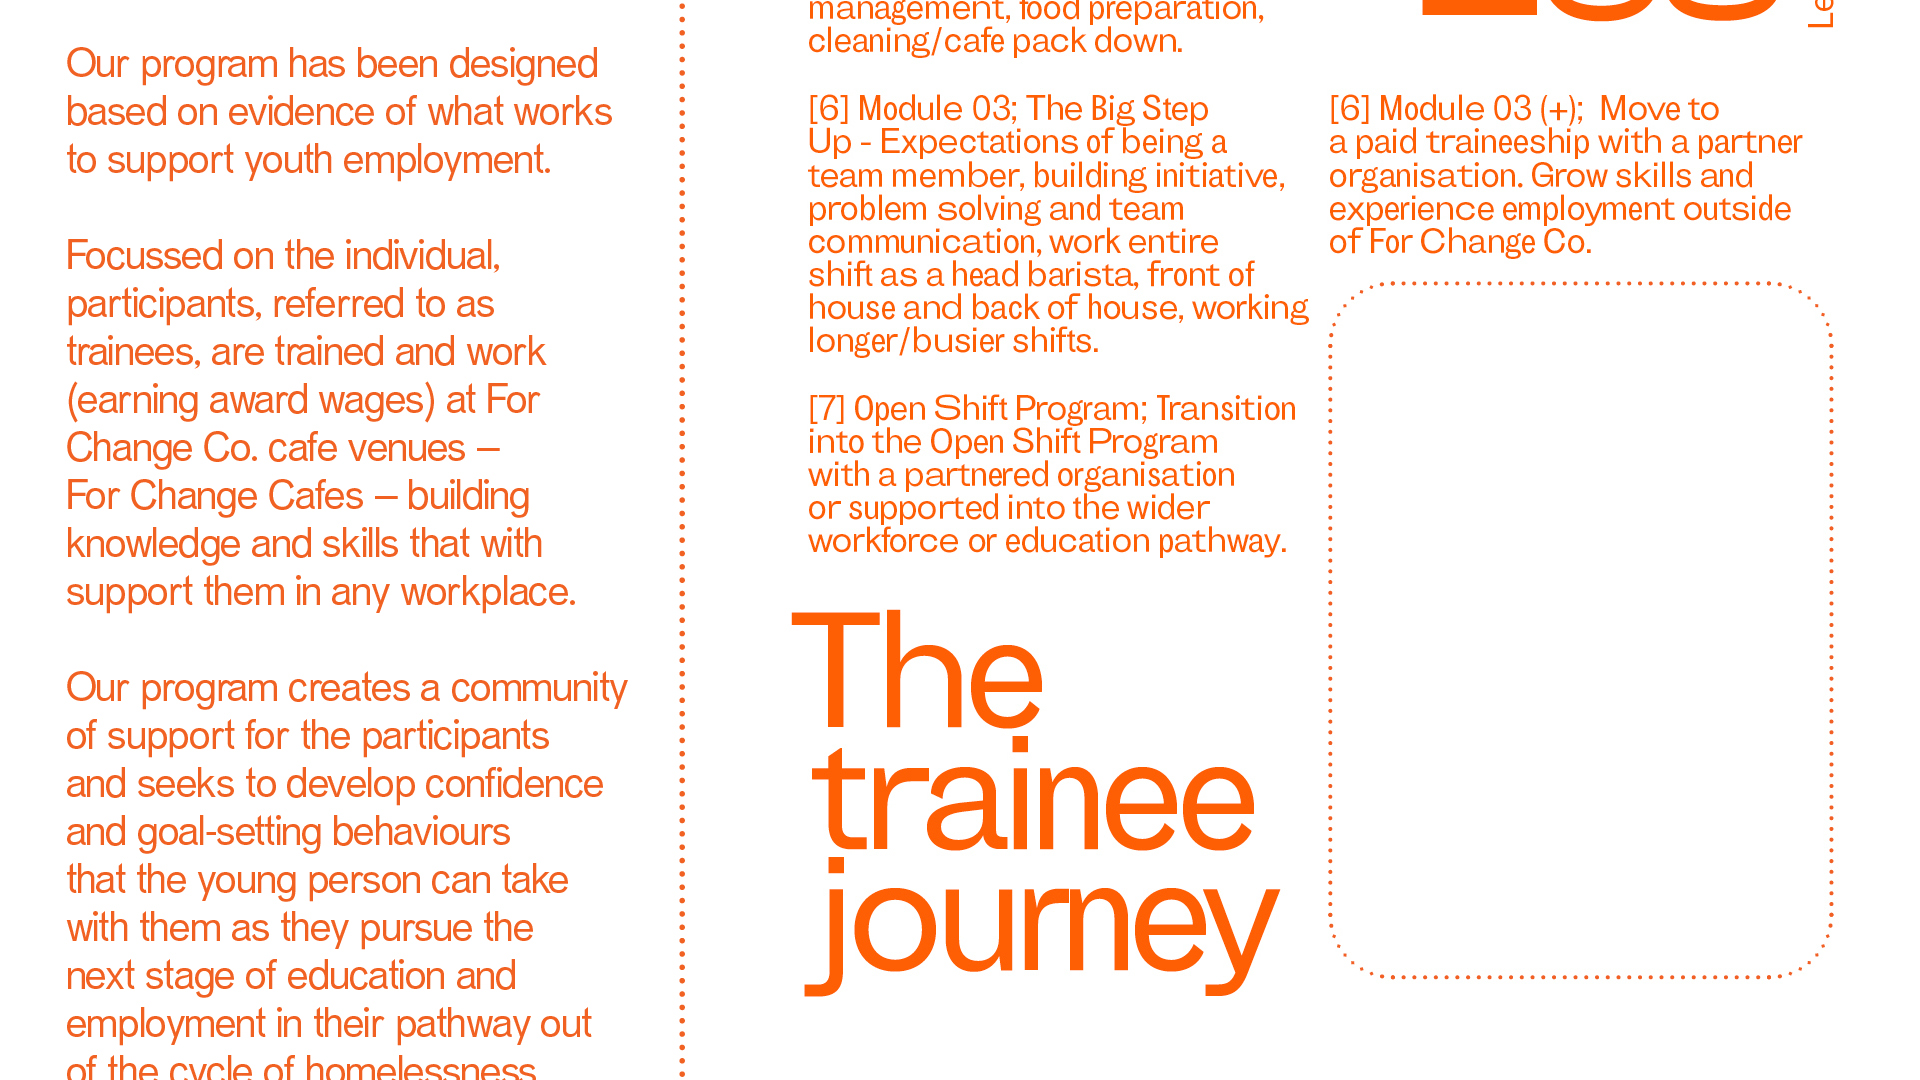 Our program has been designed
based on evidence of what works
to support youth employment.
Focussed on the individual,
participants, referred to as
trainees, are trained and work
(earning award wages) at For
Change Co. cafe venues –
For Change Cafes – building
knowledge and skills that with
support them in any workplace.
Our program creates a community
of support for the participants
and seeks to develop confidence
and goal-setting behaviours
that the young person can take
with them as they pursue the
next stage of education and
employment in their pathway out
of the cycle of homelessness
management, food preparation,
cleaning/cafe pack down.
[6] Module 03; The Big Step
Up - Expectations of being a
team member, building initiative,
problem solving and team
communication, work entire
shift as a head barista, front of
house and back of house, working
longer/busier shifts.
[7] Open Shift Program; Transition
into the Open Shift Program
with a partnered organisation
or supported into the wider
workforce or education pathway.
The
trainee
journey
[6] Module 03 (+);  Move to
a paid traineeship with a partner
organisation. Grow skills and
experience employment outside
of For Change Co.